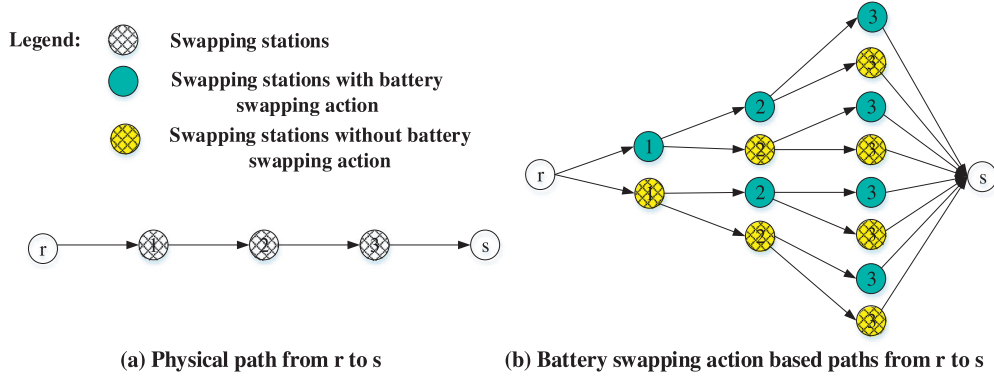 Legend:
Swapping stations
Swapping stations with battery
swapping action
Swapping stations without battery
swapping action
r
1
2
3
s
(a) Physical path from r to s
r
1
1
2
2
2
2
3
3
3
3
3
3
3
3
s
(b) Battery swapping action based paths from r to s